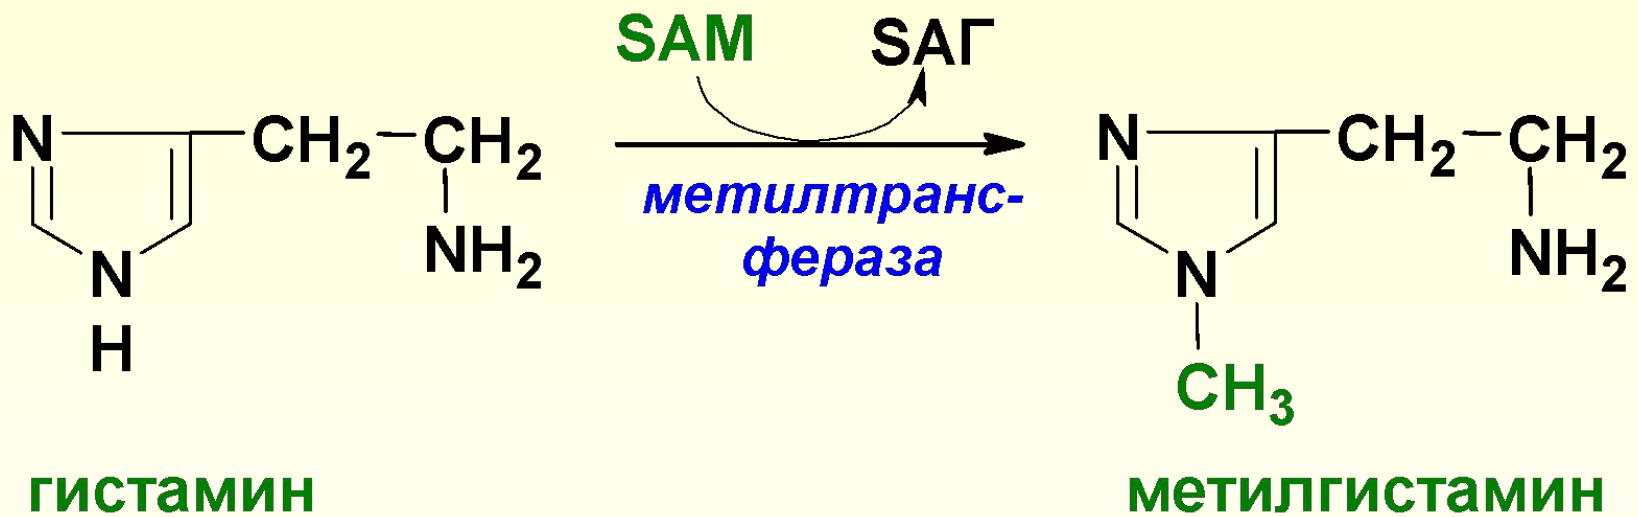 SAM SAГ
N CH2 CH2 N CH2 CH2
метилтранс-
NH2 фераза NH2
N N
H
CH3
гистамин метилгистамин